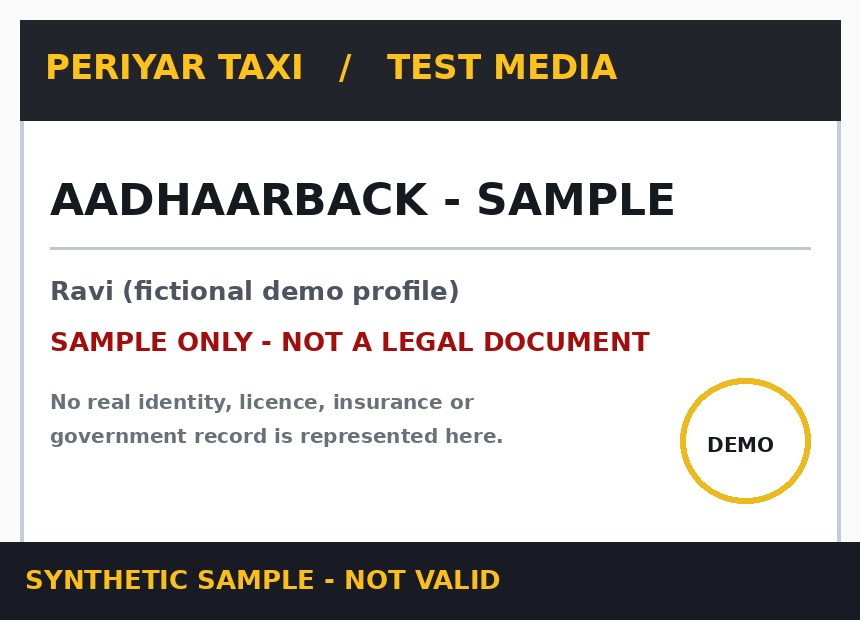 PERIYAR TAXI / TEST MEDIA
AADHAARBACK - SAMPLE
Ravi (fictional demo profile)
SAMPLE ONLY - NOT A LEGAL DOCUMENT
No real identity, licence, insurance or
government record is represented here.
DEMO
SYNTHETIC SAMPLE - NOT VALID